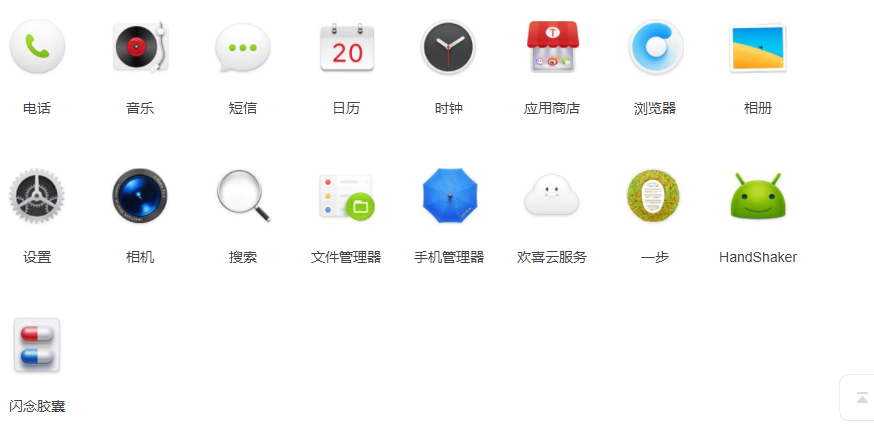 20
T
电话
音乐
短信
日历
时钟
应用商店
浏览器
相册
设置
相机
搜索
文件管理器
手机管理器
欢喜云服务
一步
HandShaker
闪念胶囊